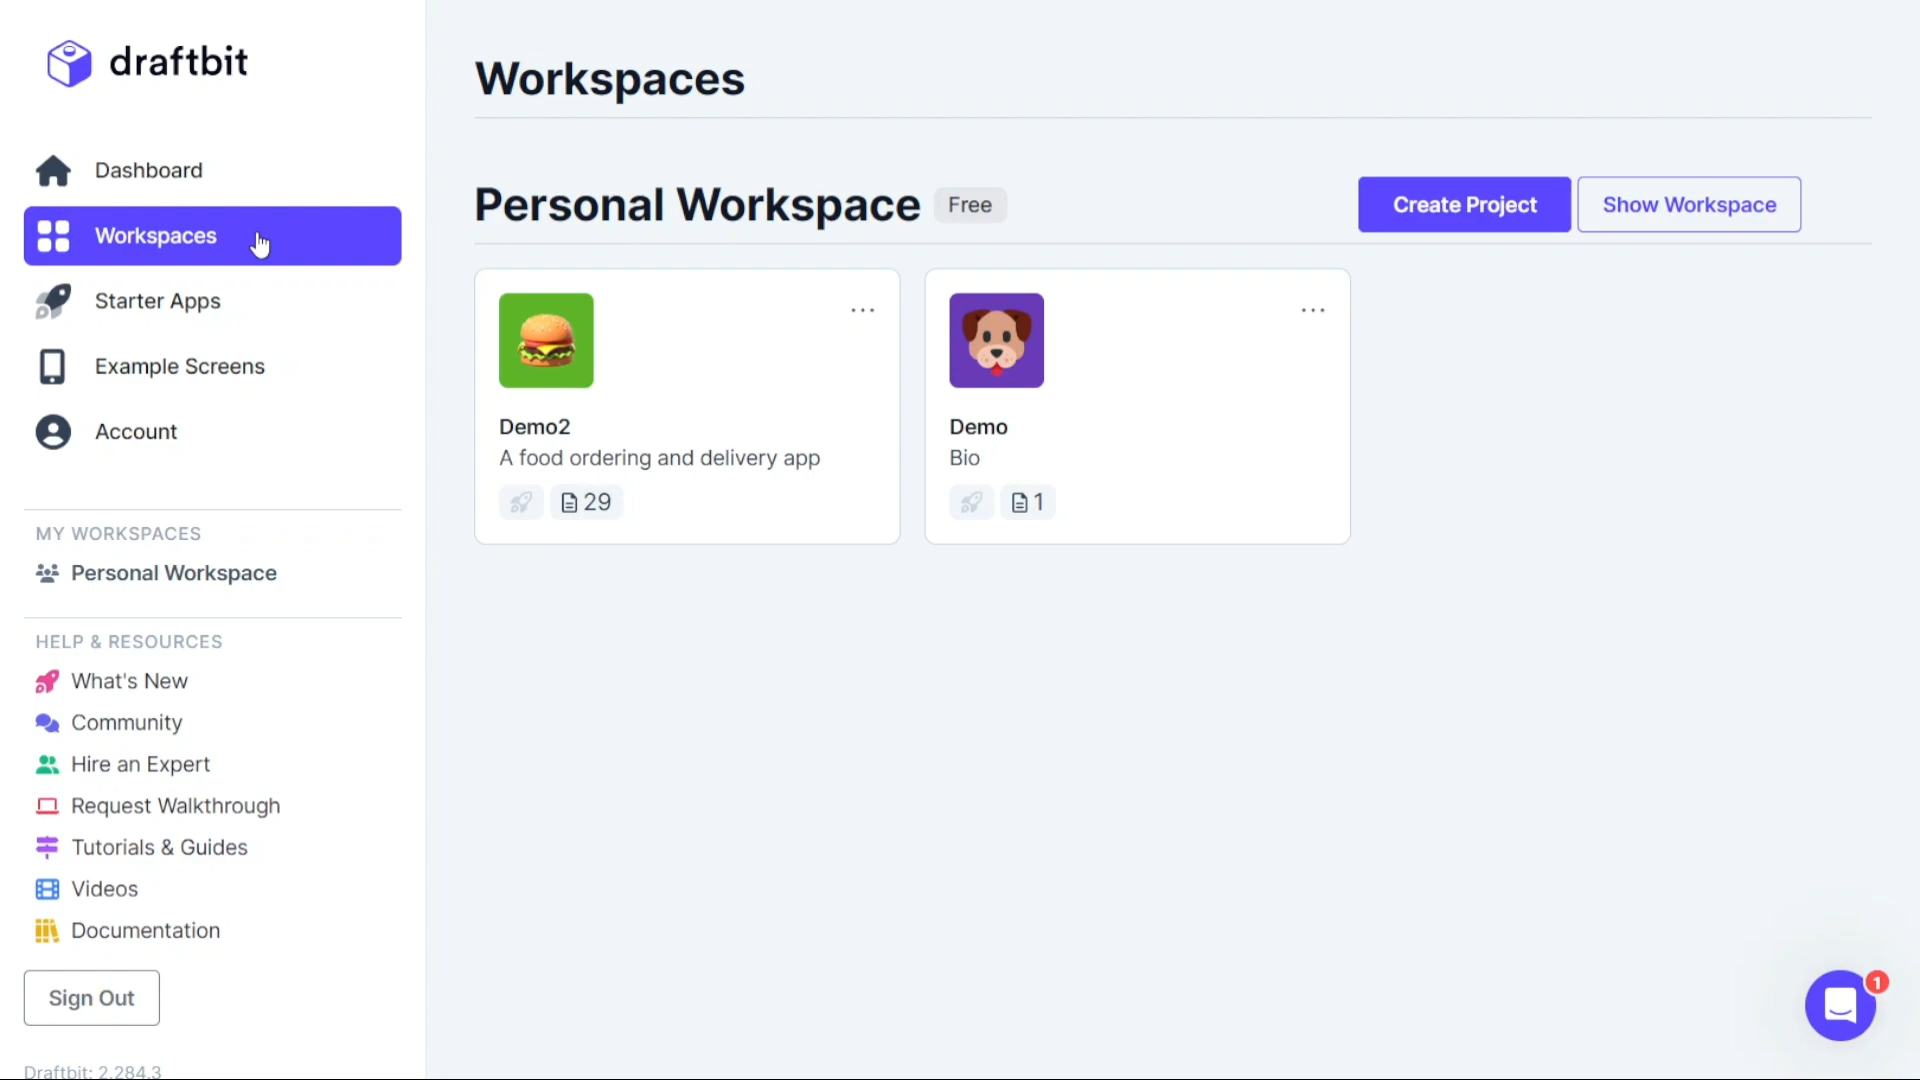 draftbit
Dashboard
Workspaces
Starter Apps
Example Screens
Account
MY WORKSPACES
Personal Workspace
HELP & RESOURCES
What's New
Community
Hire an Expert
Request Walkthrough
Tutorials & Guides
Videos
Documentation
Sign Out
Draftbit: 2.284.3
Workspaces
Personal Workspace Free
Create Project Show Workspace
Demo2
A food ordering and delivery app
29
Demo
Bio
1
1